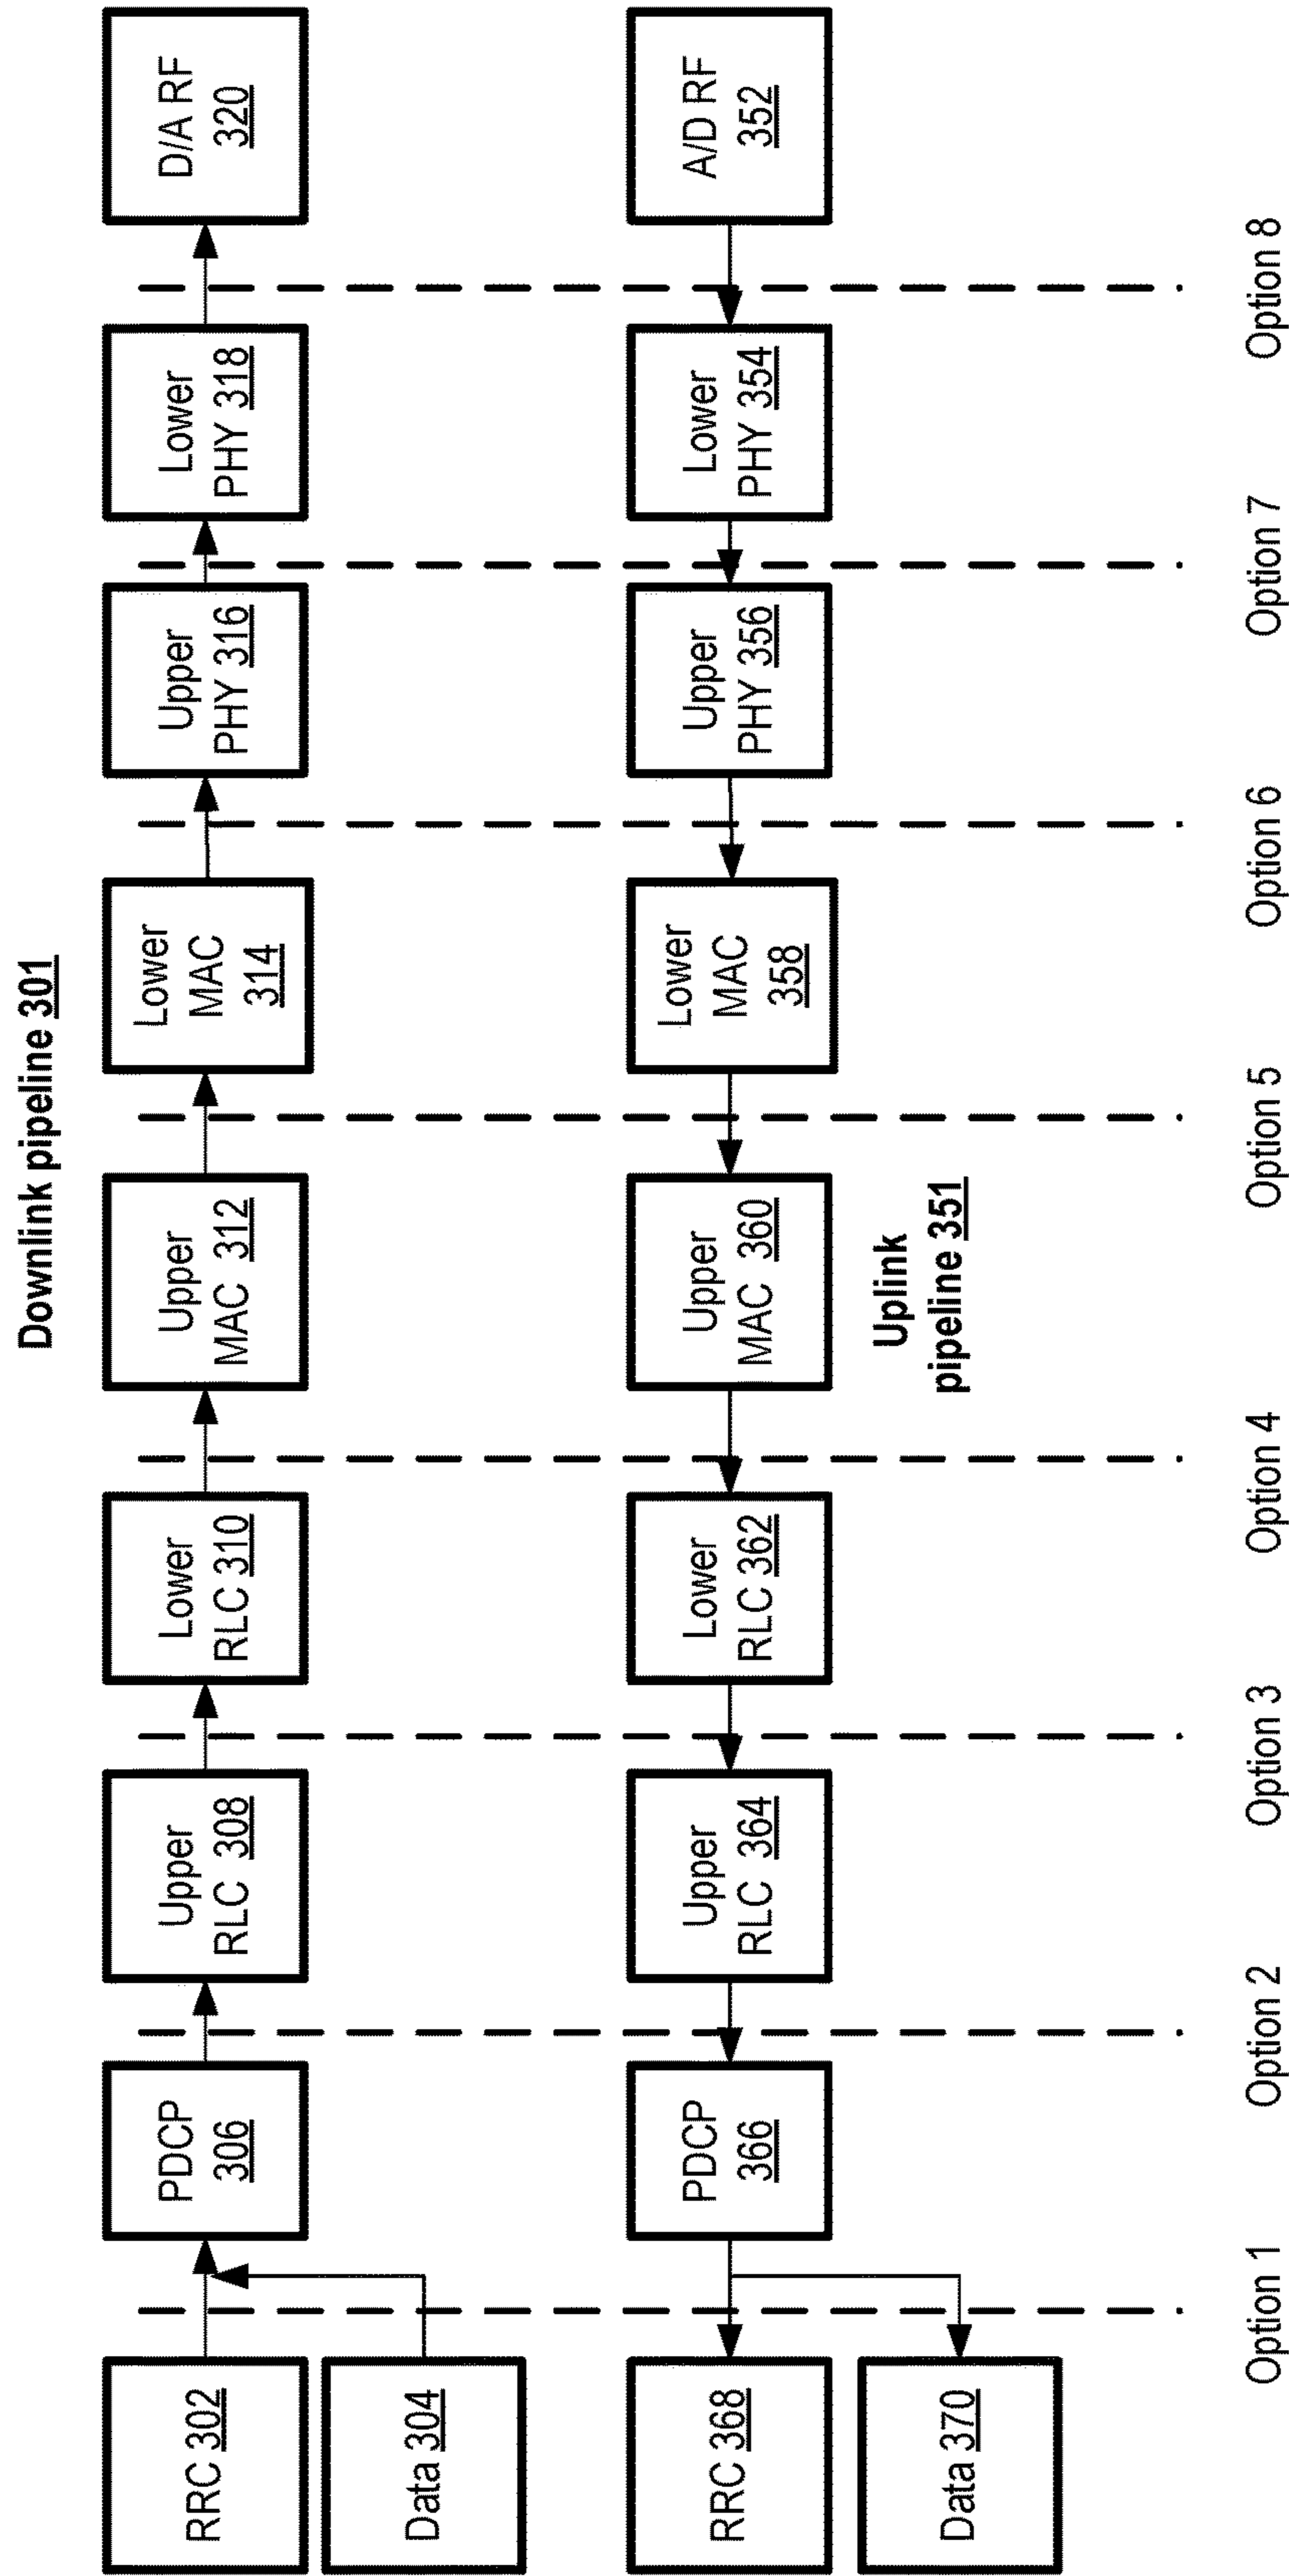 Downlink pipeline 301
RRC 302
Data 304
PDCP
306
Upper
RLC 308
Lower
RLC 310
Upper
MAC 312
Lower
MAC
314
Upper
PHY 316
Lower
PHY 318
D/A RF
320
RRC 368
Data 370
PDCP
366
Upper
RLC 364
Lower
RLC 362
Upper
MAC 360
Lower
MAC
358
Upper
PHY 356
Lower
PHY 354
A/D RF
352
Uplink
pipeline 351
Option 1
Option 2
Option 3
Option 4
Option 5
Option 6
Option 7
Option 8